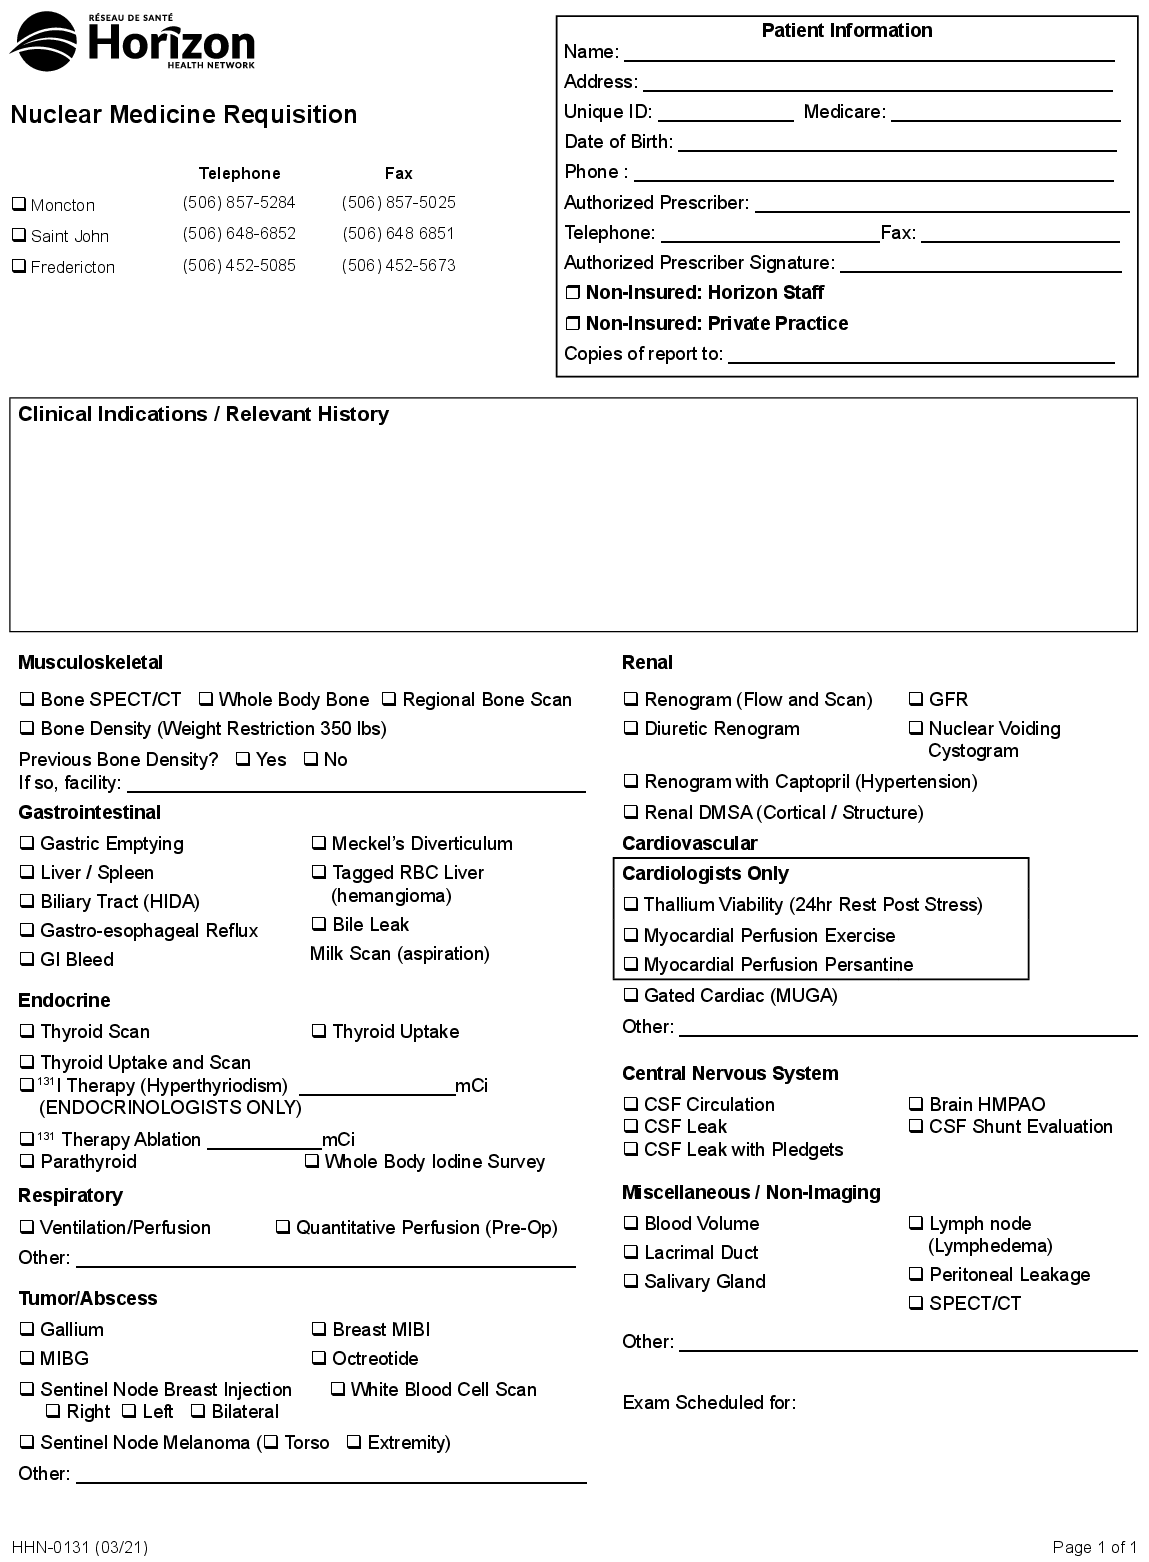 RÉSEAU DE SANTÉ
Horizon
HEALTH NETWORK
Nuclear Medicine Requisition
Telephone Fax
❑ Moncton (506) 857-5284 (506) 857-5025
❑ Saint John (506) 648-6852 (506) 648 6851
❑ Fredericton (506) 452-5085 (506) 452-5673
Patient Information
Name:
Address:
Unique ID: Medicare:
Date of Birth:
Phone :
Authorized Prescriber:
Telephone: Fax:
Authorized Prescriber Signature:
❑ Non-Insured: Horizon Staff
❑ Non-Insured: Private Practice
Copies of report to:
Clinical Indications / Relevant History
Musculoskeletal
❑ Bone SPECT/CT ❑ Whole Body Bone ❑ Regional Bone Scan
❑ Bone Density (Weight Restriction 350 lbs)
Previous Bone Density? ❑ Yes ❑ No
If so, facility:
Gastrointestinal
❑ Gastric Emptying ❑ Meckel's Diverticulum
❑ Liver / Spleen ❑ Tagged RBC Liver
(hemangioma)
❑ Biliary Tract (HIDA)
❑ Gastro-esophageal Reflux ❑ Bile Leak
❑ GI Bleed Milk Scan (aspiration)
Endocrine
❑ Thyroid Scan ❑ Thyroid Uptake
❑ Thyroid Uptake and Scan
❑ 131I Therapy (Hyperthyriodism) mCi
(ENDOCRINOLOGISTS ONLY)
❑ 131 Therapy Ablation mCi
❑ Parathyroid ❑ Whole Body Iodine Survey
Respiratory
❑ Ventilation/Perfusion ❑ Quantitative Perfusion (Pre-Op)
Other:
Tumor/Abscess
❑ Gallium ❑ Breast MIBI
❑ MIBG ❑ Octreotide
❑ Sentinel Node Breast Injection ❑ White Blood Cell Scan
❑ Right ❑ Left ❑ Bilateral
❑ Sentinel Node Melanoma (❑ Torso ❑ Extremity)
Other:
Renal
❑ Renogram (Flow and Scan) ❑ GFR
❑ Diuretic Renogram ❑ Nuclear Voiding
Cystogram
❑ Renogram with Captopril (Hypertension)
❑ Renal DMSA (Cortical / Structure)
Cardiovascular
Cardiologists Only
❑ Thallium Viability (24hr Rest Post Stress)
❑ Myocardial Perfusion Exercise
❑ Myocardial Perfusion Persantine
❑ Gated Cardiac (MUGA)
Other:
Central Nervous System
❑ CSF Circulation ❑ Brain HMPAO
❑ CSF Leak ❑ CSF Shunt Evaluation
❑ CSF Leak with Pledgets
Miscellaneous / Non-Imaging
❑ Blood Volume ❑ Lymph node
(Lymphedema)
❑ Lacrimal Duct
❑ Salivary Gland ❑ Peritoneal Leakage
❑ SPECT/CT
Other:
Exam Scheduled for:
HHN-0131 (03/21) Page 1 of 1